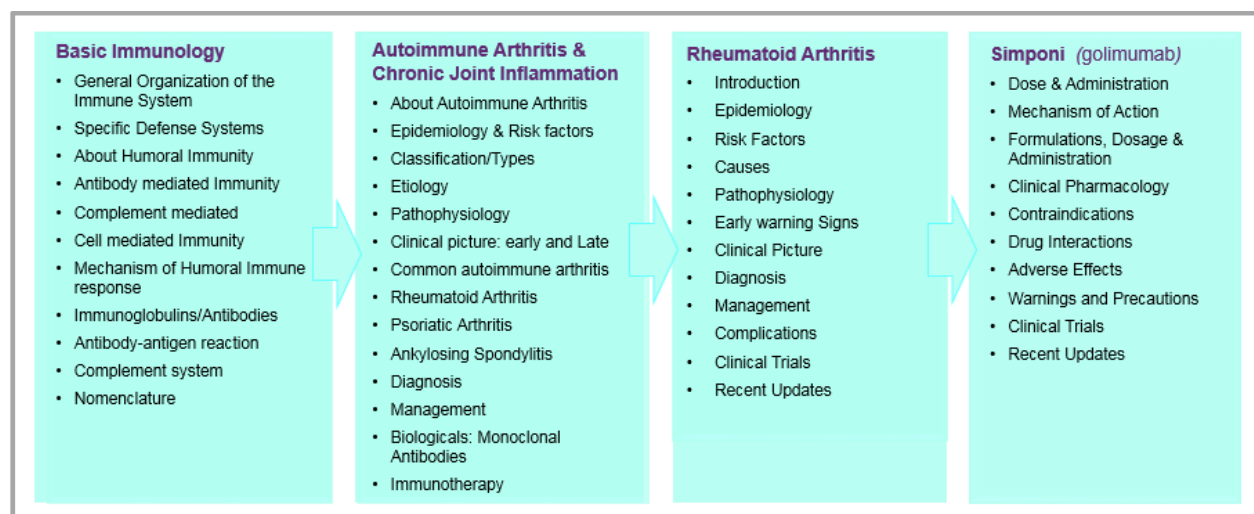 Basic Immunology
• General Organization of the
Immune System
• Specific Defense Systems
• About Humoral Immunity
• Antibody mediated Immunity
• Complement mediated
• Cell mediated Immunity
• Mechanism of Humoral Immune
response
• Immunoglobulins/Antibodies
• Antibody-antigen reaction
• Complement system
• Nomenclature
Autoimmune Arthritis &
Chronic Joint Inflammation
• About Autoimmune Arthritis
• Epidemiology & Risk factors
• Classification/Types
• Etiology
• Pathophysiology
• Clinical picture: early and Late
• Common autoimmune arthritis
• Rheumatoid Arthritis
• Psoriatic Arthritis
• Ankylosing Spondylitis
• Diagnosis
• Management
• Biologicals: Monoclonal
Antibodies
• Immunotherapy
Rheumatoid Arthritis
• Introduction
• Epidemiology
• Risk Factors
• Causes
• Pathophysiology
• Early warning Signs
• Clinical Picture
• Diagnosis
• Management
• Complications
• Clinical Trials
• Recent Updates
Simponi (golimumab)
• Dose & Administration
• Mechanism of Action
• Formulations, Dosage &
Administration
• Clinical Pharmacology
• Contraindications
• Drug Interactions
• Adverse Effects
• Warnings and Precautions
• Clinical Trials
• Recent Updates